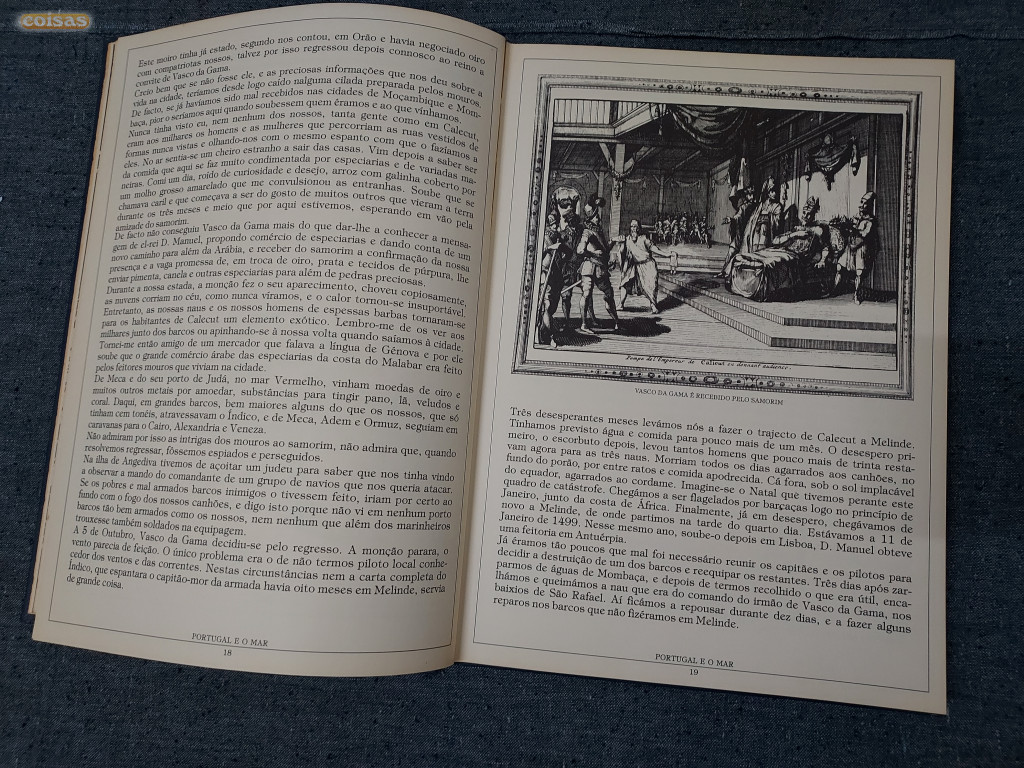 coisas
Este moiro tinha já estado, segundo nos contou, em Orão e havia negociado oiro
com compatriotas nossos, talvez por isso regressou depois connosco ao reino a
convite de Vasco da Gama.
Creio bem que se não fosse ele, e as preciosas informações que nos deu sobre a
vida na cidade, teríamos desde logo caído nalguma cilada preparada pelos mouros.
De facto, se já havíamos sido mal recebidos nas cidades de Moçambique e Mom-
baça, pior o seríamos aqui quando soubessem quem éramos e ao que vínhamos.
Nunca tinha visto eu, nem nenhum dos nossos, tanta gente como em Calecut,
eram aos milhares os homens e as mulheres que percorriam as ruas vestidos de
formas nunca vistas e olhando-nos com o mesmo espanto com que o fazíamos a
eles. No ar sentia-se um cheiro estranho a sair das casas. Vim depois a saber ser
da comida que aqui se faz muito condimentada por especiarias e de variadas ma-
neiras. Comi um dia, roído de curiosidade e desejo, arroz com galinha coberto por
um molho grosso amarelado que me convulsionou as entranhas. Soube que se
chamava caril e que começava a ser do gosto de muitos outros que vieram a terra
durante os três meses e meio que por aqui estivemos, esperando em vão pela
amizade do samorim.
De facto não conseguiu Vasco da Gama mais do que dar-lhe a conhecer a mensa-
gem de el-rei D. Manuel, propondo comércio de especiarias e dando conta de um
novo caminho para além da Arábia, e receber do samorim a confirmação da nossa
presença e a vaga promessa de, em troca de oiro, prata e tecidos de púrpura, lhe
enviar pimenta, canela e outras especiarias para além de pedras preciosas.
Durante a nossa estada, a monção fez o seu aparecimento, choveu copiosamente,
as nuvens corriam no céu, como nunca víramos, e o calor tornou-se insuportável.
Entretanto, as nossas naus e os nossos homens de espessas barbas tornaram-se
para os habitantes de Calecut um elemento exótico. Lembro-me de os ver aos
milhares junto dos barcos ou apinhando-se à nossa volta quando saíamos à cidade.
Tornei-me então amigo de um mercador que falava a língua de Génova e por ele
soube que o grande comércio árabe das especiarias da costa do Malabar era feito
pelos feitores mouros que viviam na cidade.
De Meca e do seu porto de Judá, no mar Vermelho, vinham moedas de oiro e
muitos outros metais por amoedar, substâncias para tingir pano, lã, veludos e
coral. Daqui, em grandes barcos, bem maiores alguns do que os nossos, que só
tinham cem tonéis, atravessavam o Índico, e de Meca, Adem e Ormuz, seguiam em
caravanas para o Cairo, Alexandria e Veneza.
Não admiram por isso as intrigas dos mouros ao samorim, não admira que, quando
resolvemos regressar, fôssemos espiados e perseguidos.
Na ilha de Angediva tivemos de açoitar um judeu para saber que nos tinha vindo
a observar a mando do comandante de um grupo de navios que nos queria atacar.
Se os pobres e mal armados barcos inimigos o tivessem feito, iriam por certo ao
fundo com o fogo dos nossos canhões, e digo isto porque não vi em nenhum porto
barcos tão bem armados como os nossos, nem nenhum que além dos marinheiros
trouxesse também soldados na equipagem.
A 5 de Outubro, Vasco da Gama decidiu-se pelo regresso. A monção parara, o
vento parecia de feição. O único problema era o de não termos piloto local conhe-
cedor dos ventos e das correntes. Nestas circunstâncias nem a carta completa do
Índico, que espantara o capitão-mor da armada havia oito meses em Melinde, servia
de grande coisa.
PORTUGAL E O MAR
18
Pompe de l'Empereur de Calicut en donnant audience.
VASCO DA GAMA É RECEBIDO PELO SAMORIM
Três desesperantes meses levámos nós a fazer o trajecto de Calecut a Melinde.
Tínhamos previsto água e comida para pouco mais de um mês. O desespero pri-
meiro, o escorbuto depois, levou tantos homens que pouco mais de trinta resta-
vam agora para as três naus. Morriam todos os dias agarrados aos canhões, no
fundo do porão, por entre ratos e comida apodrecida. Cá fora, sob o sol implacável
do equador, agarrados ao cordame. Imagine-se o Natal que tivemos perante este
quadro de catástrofe. Chegámos a ser flagelados por barcaças logo no princípio de
Janeiro, junto da costa de África. Finalmente, já em desespero, chegávamos de
novo a Melinde, de onde partimos na tarde do quarto dia. Estávamos a 11 de
Janeiro de 1499. Nesse mesmo ano, soube-o depois em Lisboa, D. Manuel obteve
uma feitoria em Antuérpia.
Já éramos tão poucos que mal foi necessário reunir os capitães e os pilotos para
decidir a destruição de um dos barcos e reequipar os restantes. Três dias após zar-
parmos de águas de Mombaça, e depois de termos recolhido o que era útil, enca-
lhámos e queimámos a nau que era do comando do irmão de Vasco da Gama, nos
baixios de São Rafael. Aí ficámos a repousar durante dez dias, e a fazer alguns
reparos nos barcos que não fizéramos em Melinde.
PORTUGAL E O MAR
19